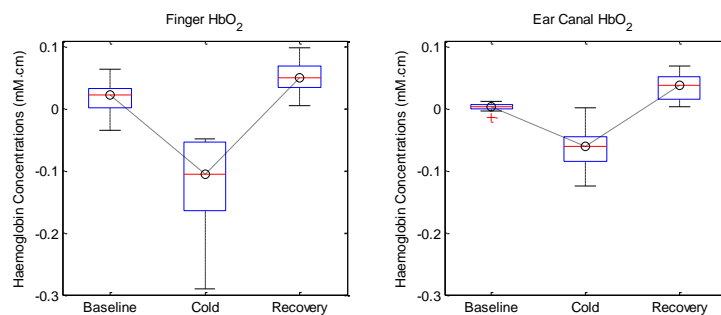 Finger HbO2
Haemoglobin Concentrations (mM.cm)
0.1
0
-0.1
-0.2
-0.3
Baseline Cold Recovery
Ear Canal HbO2
Haemoglobin Concentrations (mM.cm)
0.1
0
-0.1
-0.2
-0.3
Baseline Cold Recovery